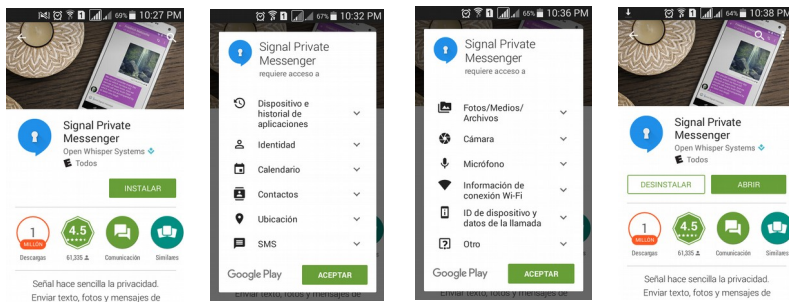 69% 10:27 PM
Signal Private
Messenger
Open Whisper Systems
E Todos
INSTALAR
1
MILLÓN
4.5
Descargas
61,335
Comunicación
Similares
Señal hace sencilla la privacidad.
Enviar texto, fotos y mensajes de
67% 10:32 PM
Signal Private
Messenger
requiere acceso a
Dispositivo e
historial de
aplicaciones
Identidad
Calendario
Contactos
Ubicación
SMS
Google Play
ACEPTAR
Enviar texto, fotos y mensajes de
65% 10:36 PM
Signal Private
Messenger
requiere acceso a
Fotos/Medios/
Archivos
Cámara
Micrófono
Información de
conexión Wi-Fi
ID de dispositivo y
datos de la llamada
Otro
Google Play
ACEPTAR
Enviar texto, fotos y mensajes de
64% 10:38 PM
Signal Private
Messenger
Open Whisper Systems
E Todos
DESINSTALAR
ABRIR
1
MILLÓN
4.5
Descargas
61,335
Comunicación
Similares
Señal hace sencilla la privacidad.
Enviar texto, fotos y mensajes de